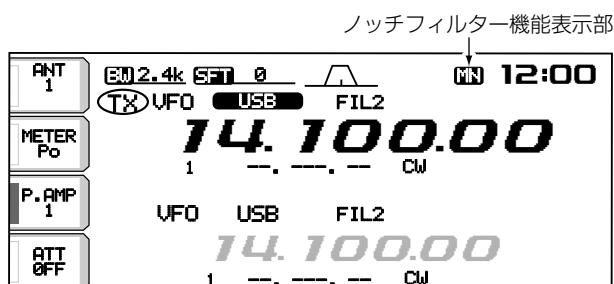 ノッチフィルター機能表示部
ANT 1
BW 2.4k SFT 0 MN 12:00
TX VFO USB FIL2
METER Po
14.100.00
1 --.---.-- CW
P.AMP 1
VFO USB FIL2
ATT OFF
14.100.00
1 --.---.-- CW